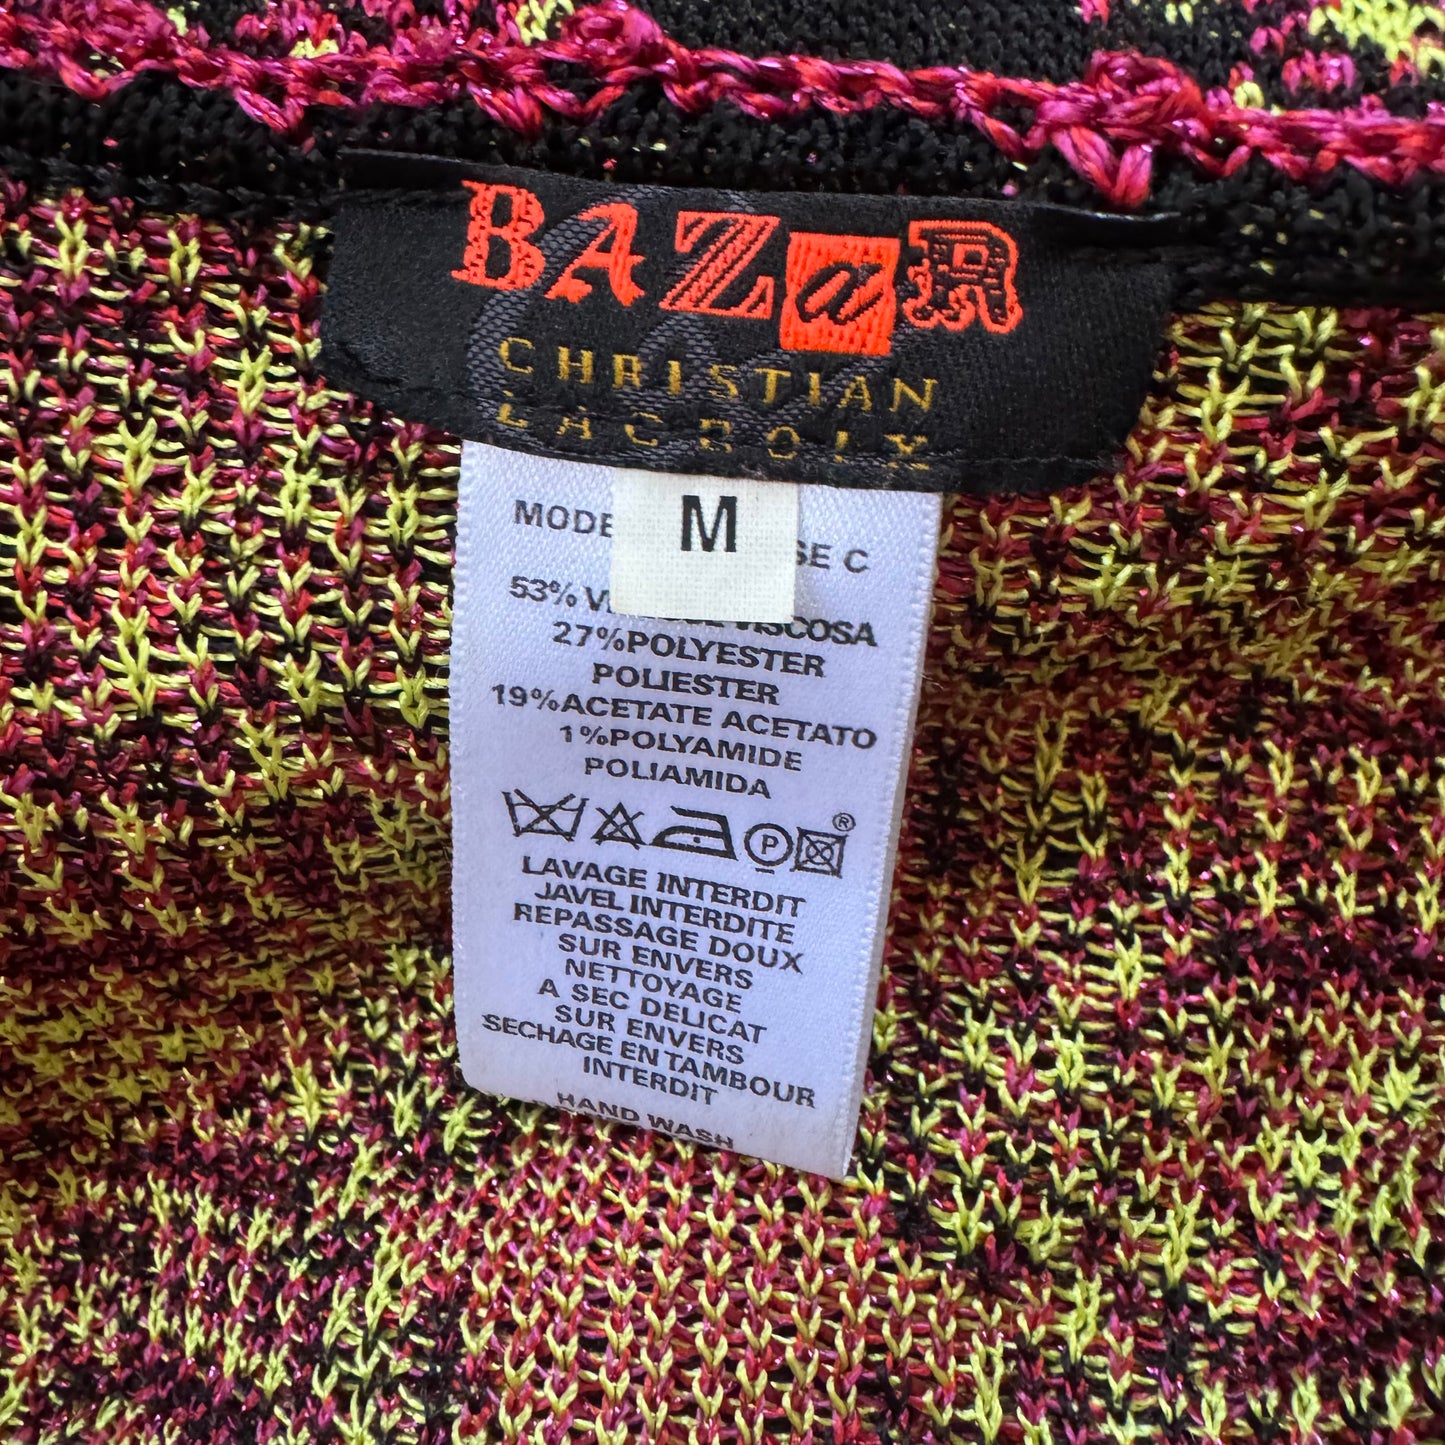 BAZaR
CHRISTIAN
LACROIX
M
SE C
VISCOSA
53%
27%POLYESTER
POLIESTER
19%ACETATE ACETATO
1%POLYAMIDE
POLIAMIDA
P
®
LAVAGE INTERDIT
JAVEL INTERDITE
REPASSAGE DOUX
SUR ENVERS
NETTOYAGE
A SEC DELICAT
SUR ENVERS
SECHAGE EN TAMBOUR
INTERDIT
HAND WASH